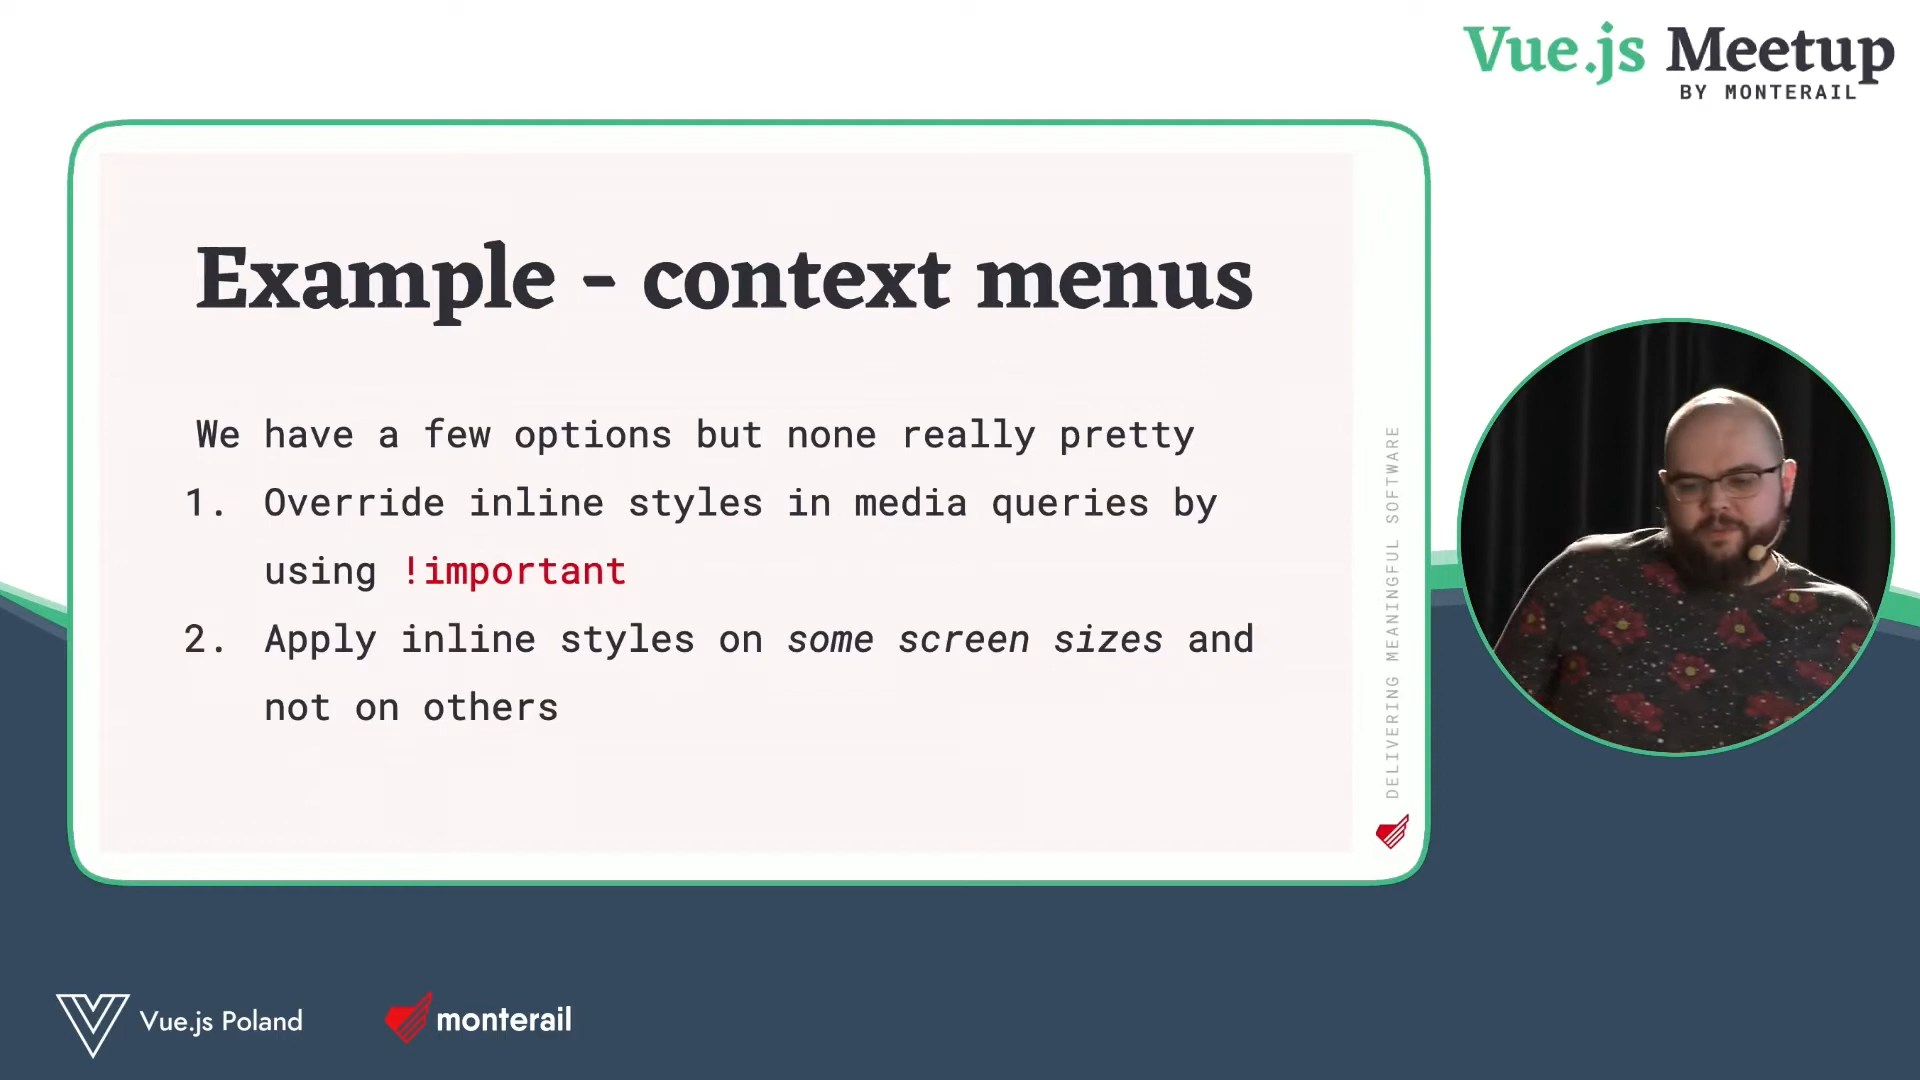 Vue.js Meetup
BY MONTERAIL
Example - context menus
We have a few options but none really pretty
1. Override inline styles in media queries by
using !important
2. Apply inline styles on some screen sizes and
not on others
DELIVERING MEANINGFUL SOFTWARE
Vue.js Poland
monterail